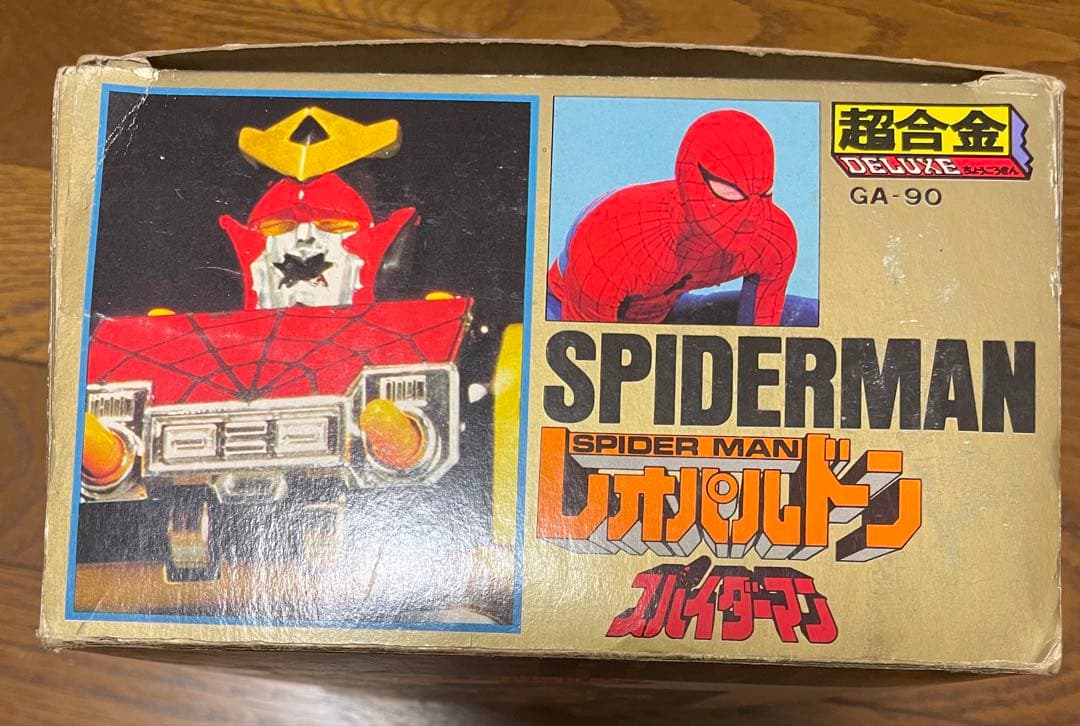 超合金
DELUXE ちょうごうきん
GA-90
SPIDERMAN
SPIDER MAN
レオパルドン
スパイダーマン